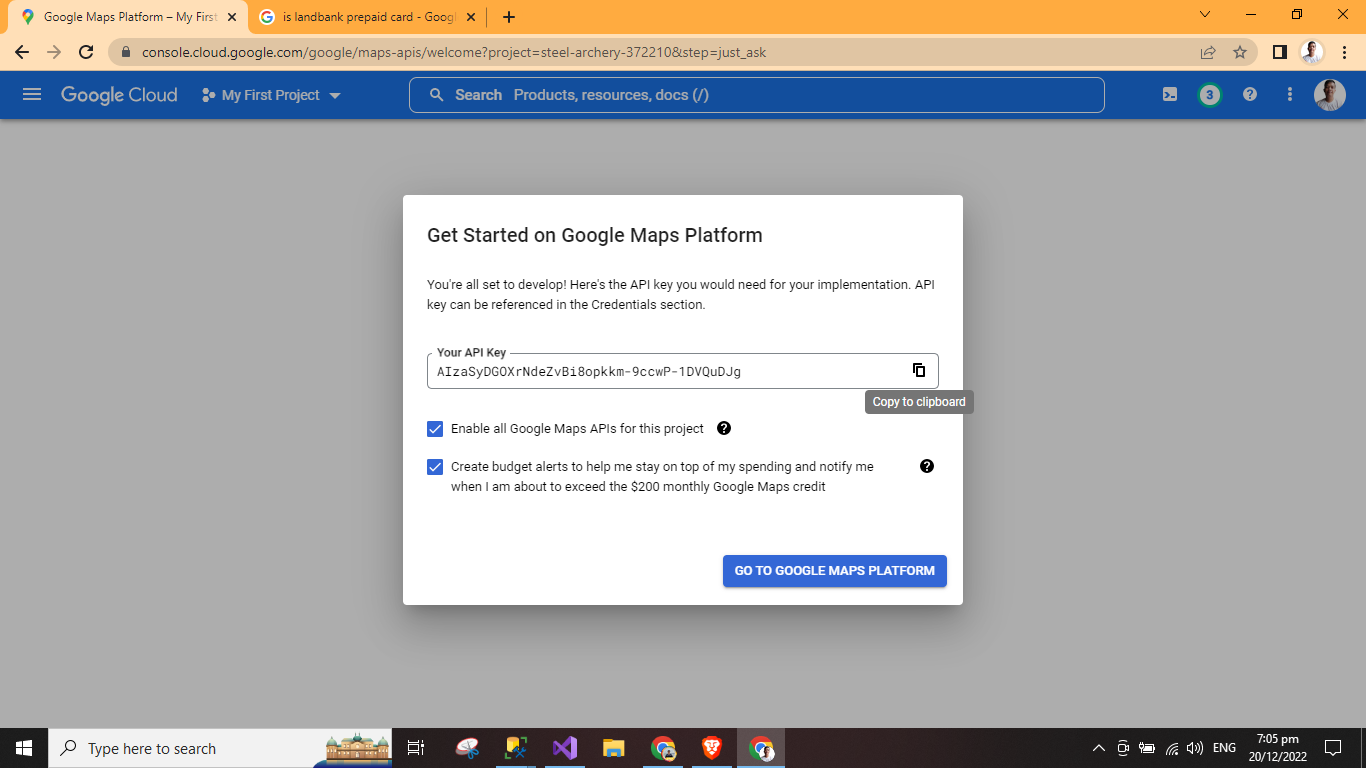 Google Maps Platform – My First
is landbank prepaid card - Goog
console.cloud.google.com/google/maps-apis/welcome?project=steel-archery-372210&step=just_ask
Google Cloud
My First Project
Search Products, resources, docs (/)
3
Get Started on Google Maps Platform
You're all set to develop! Here's the API key you would need for your implementation. API
key can be referenced in the Credentials section.
Your API Key
AIzaSyDGOXrNdeZvBi8opkkm-9ccwP-1DVQuDJg
Copy to clipboard
Enable all Google Maps APIs for this project
Create budget alerts to help me stay on top of my spending and notify me
when I am about to exceed the $200 monthly Google Maps credit
GO TO GOOGLE MAPS PLATFORM
Type here to search
ENG
7:05 pm
20/12/2022